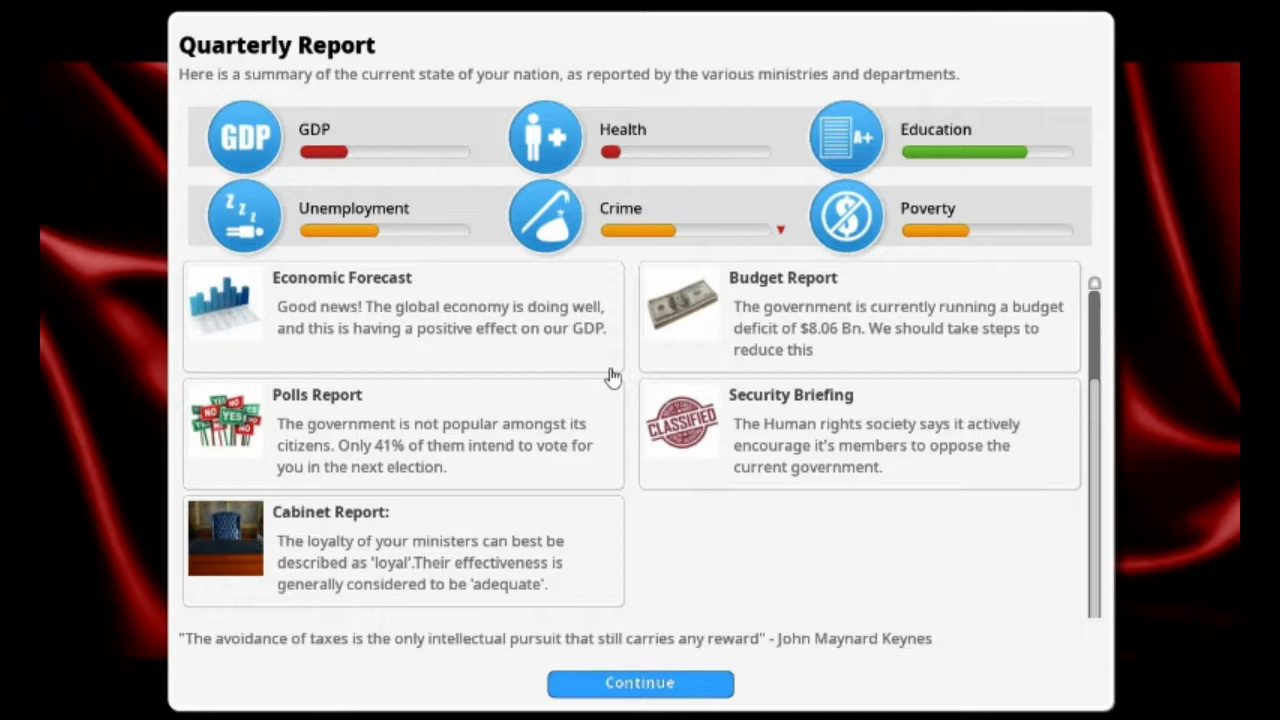 Quarterly Report
Here is a summary of the current state of your nation, as reported by the various ministries and departments.
GDP
GDP
Health
A+
Education
Z Z Z
Unemployment
Crime
$
Poverty
Economic Forecast
Good news! The global economy is doing well,
and this is having a positive effect on our GDP.
Budget Report
The government is currently running a budget
deficit of $8.06 Bn. We should take steps to
reduce this
Polls Report
YES NO
NO YES
NO
The government is not popular amongst its
citizens. Only 41% of them intend to vote for
you in the next election.
Security Briefing
CLASSIFIED
The Human rights society says it actively
encourage it's members to oppose the
current government.
Cabinet Report:
The loyalty of your ministers can best be
described as 'loyal'.Their effectiveness is
generally considered to be 'adequate'.
"The avoidance of taxes is the only intellectual pursuit that still carries any reward" - John Maynard Keynes
Continue